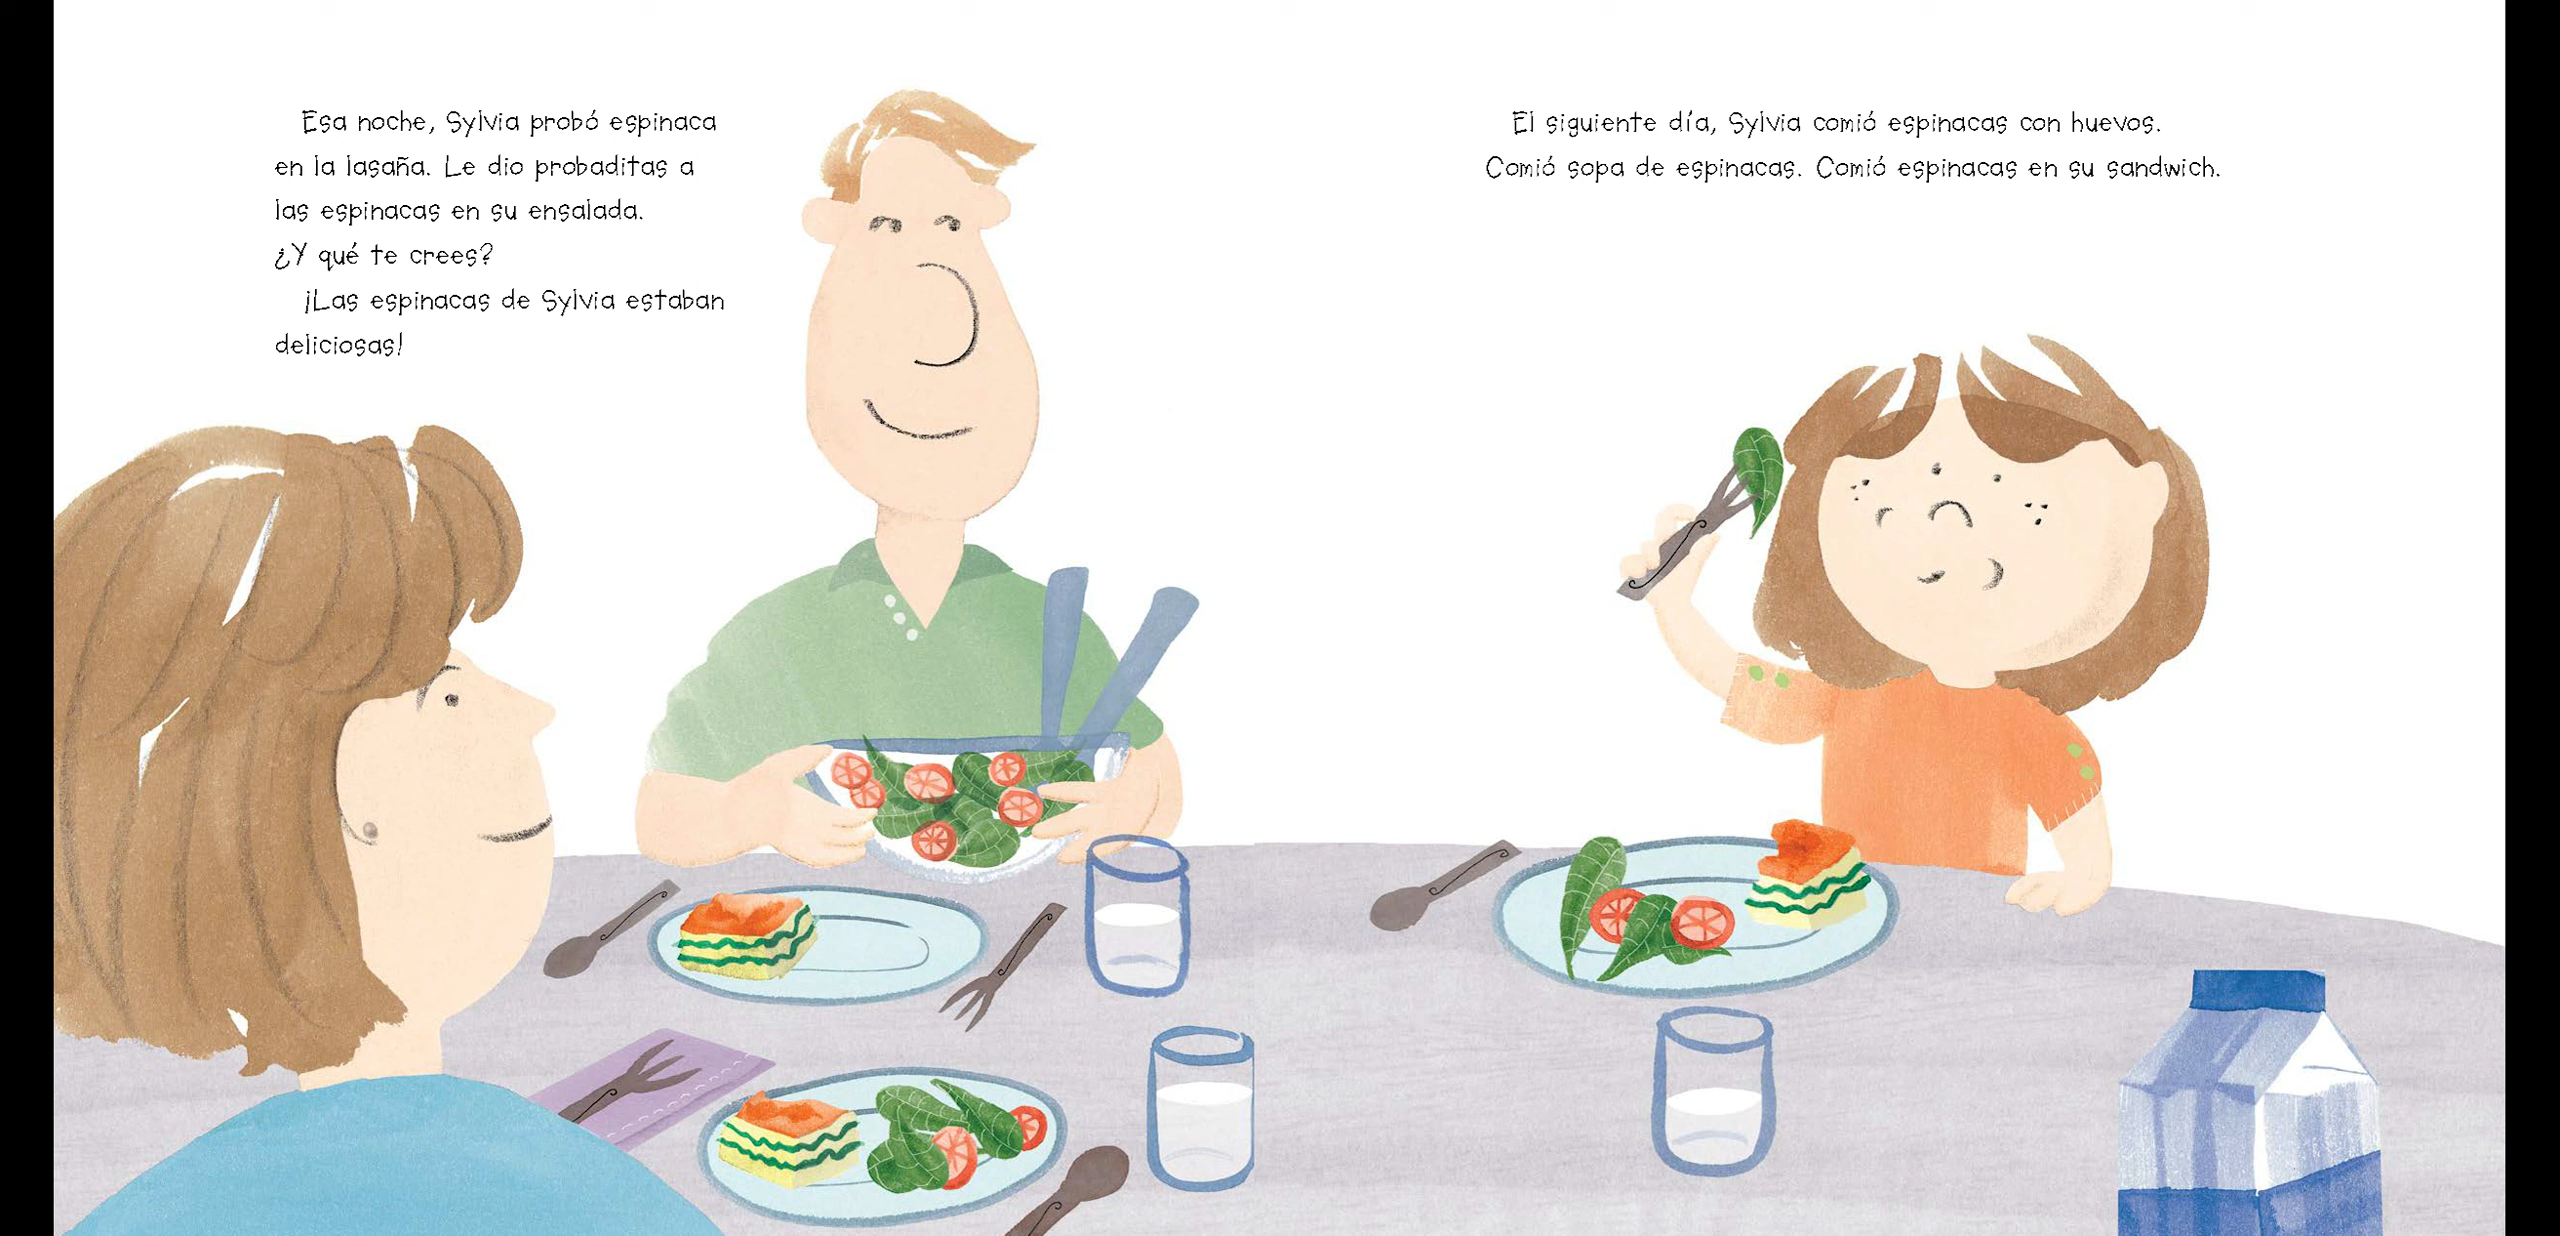 Esa noche, Sylvia probó espinaca
en la lasaña. Le dio probaditas a
las espinacas en su ensalada.
¿Y qué te crees?
¡Las espinacas de Sylvia estaban
deliciosas!
El siguiente día, Sylvia comió espinacas con huevos.
Comió sopa de espinacas. Comió espinacas en su sandwich.